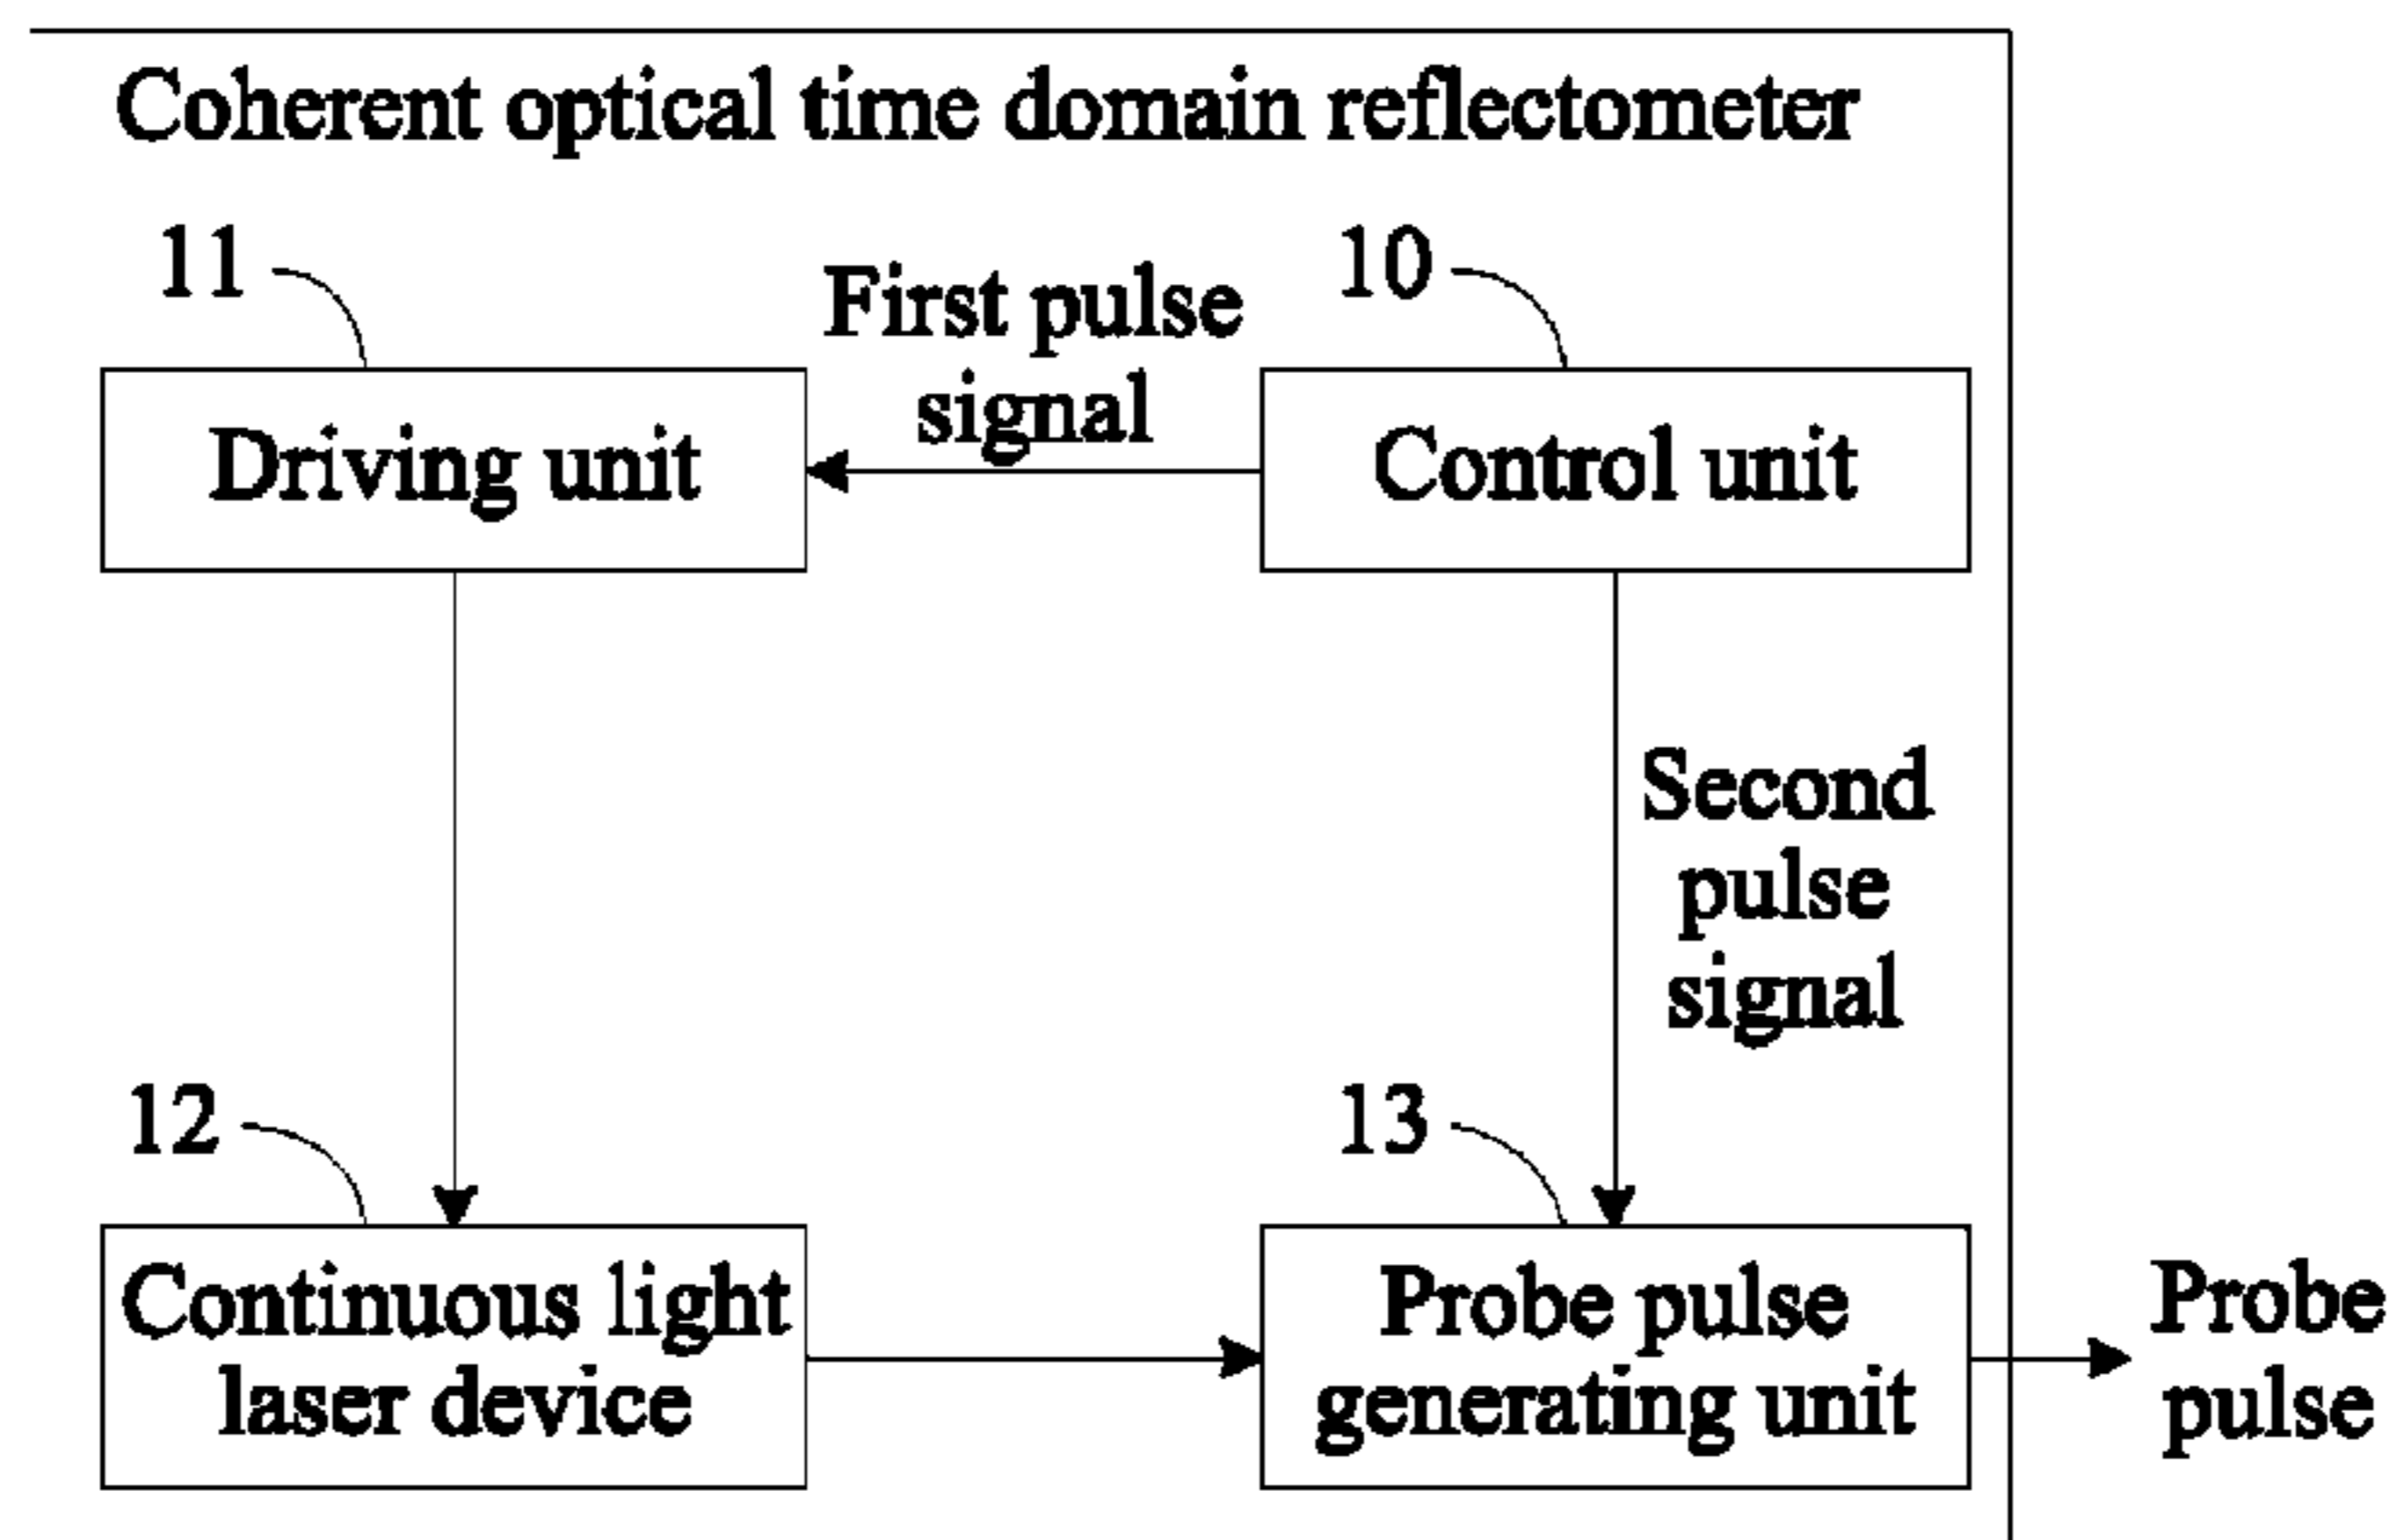 Coherent optical time domain reflectometer
11
First pulse
signal
10
Driving unit
Control unit
Second
pulse
signal
12
13
Continuous light
laser device
Probe pulse
generating unit
Probe
pulse